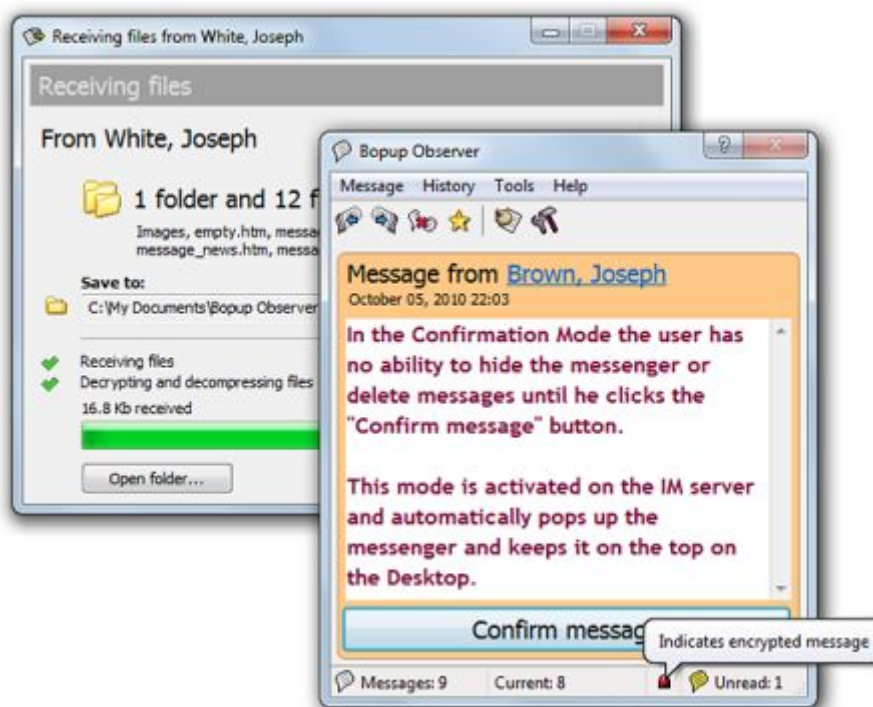 Receiving files from White, Joseph
Receiving files
From White, Joseph
1 folder and 12 f
Images, empty.htm, messa
message_news.htm, messa
Save to:
C:\My Documents\Bopup Observer
Receiving files
Decrypting and decompressing files
16.8 Kb received
Open folder...
Bopup Observer
Message History Tools Help
Message from Brown, Joseph
October 05, 2010 22:03
In the Confirmation Mode the user has
no ability to hide the messenger or
delete messages until he clicks the
"Confirm message" button.
This mode is activated on the IM server
and automatically pops up the
messenger and keeps it on the top on
the Desktop.
Confirm messag
Indicates encrypted message
Messages: 9 Current: 8 Unread: 1